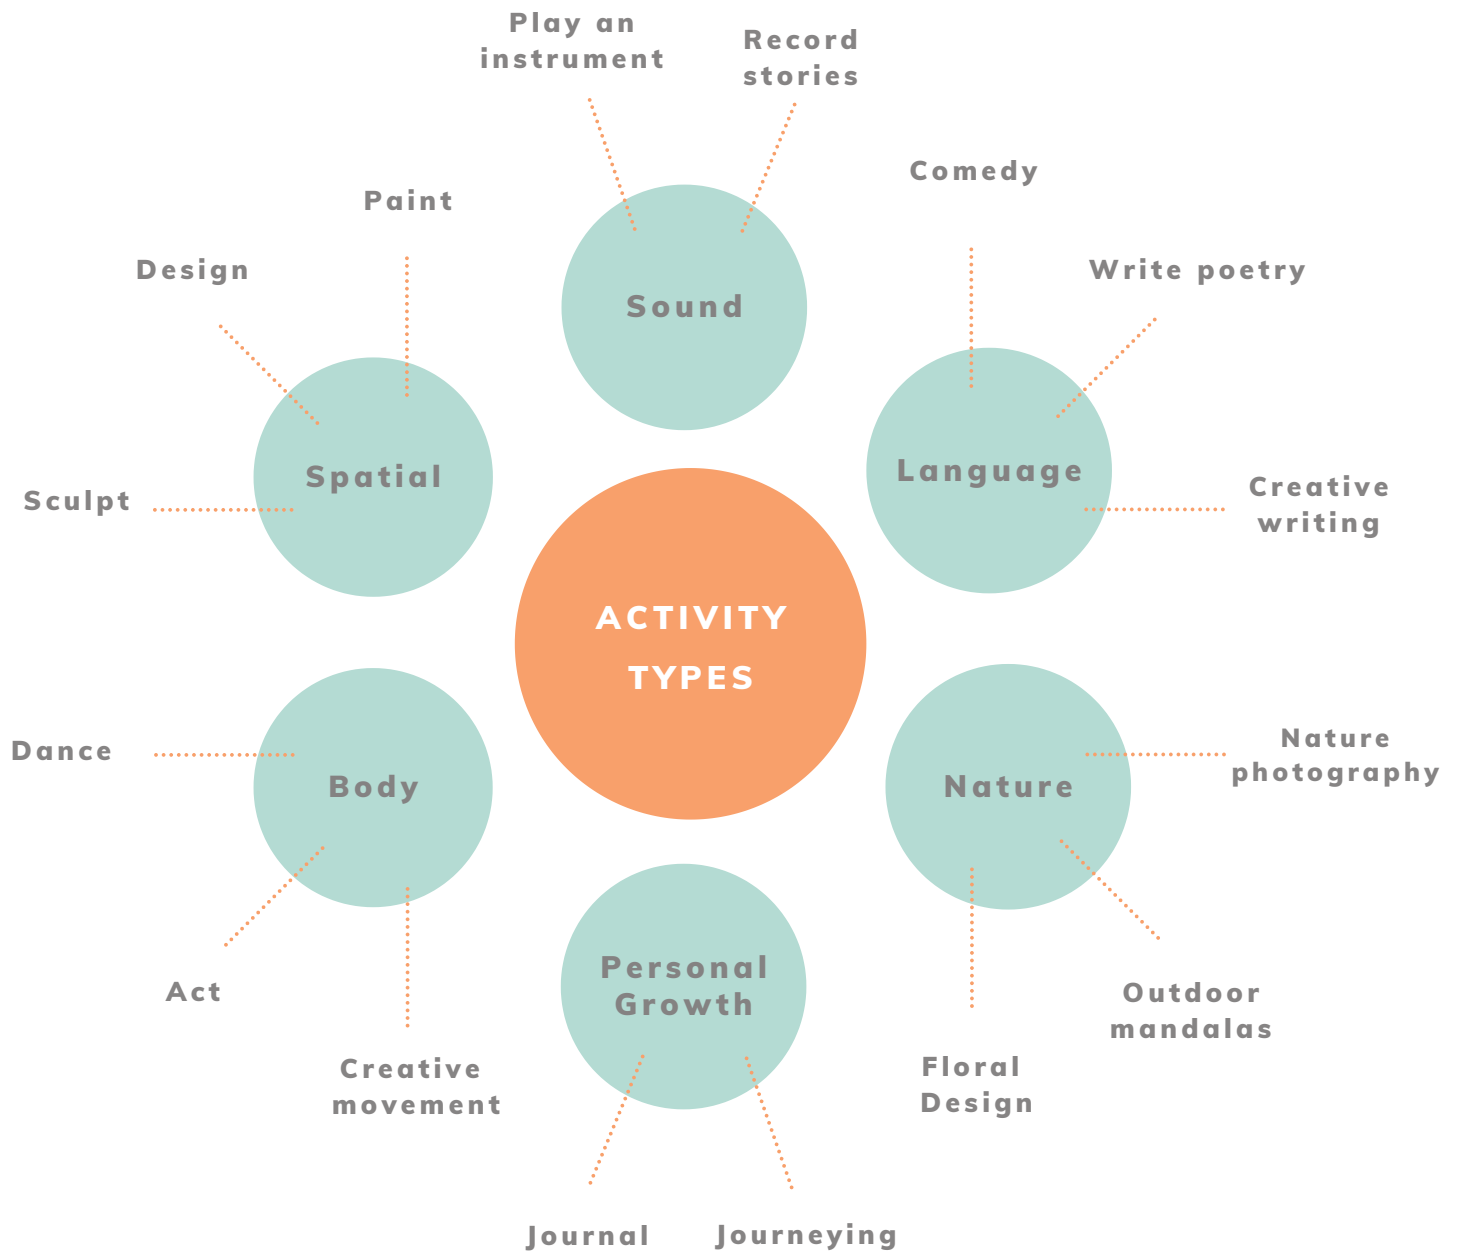 Play an
instrument
Record
stories
Comedy
Paint
Design
Write poetry
Sound
Spatial
Language
Sculpt
Creative
writing
ACTIVITY
TYPES
Dance
Body
Nature
Nature
photography
Personal
Growth
Act
Outdoor
mandalas
Creative
movement
Floral
Design
Journal
Journeying